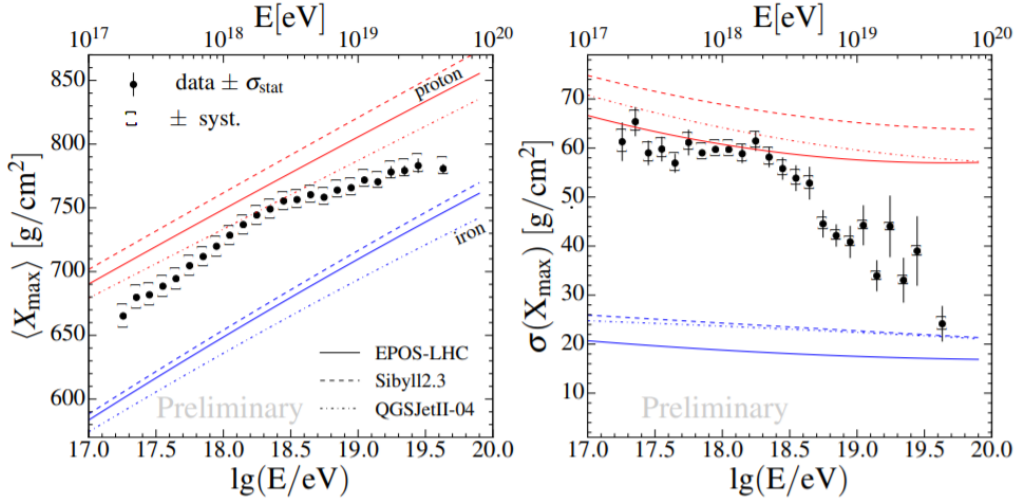 E[eV]
10^17 10^18 10^19 10^20
850
800
750
700
650
600
⟨X_max⟩ [g/cm²]
data ± σ_stat
± syst.
proton
iron
EPOS-LHC
Sibyll2.3
QGSJetII-04
Preliminary
17.0 17.5 18.0 18.5 19.0 19.5 20.0
lg(E/eV)
E[eV]
10^17 10^18 10^19 10^20
70
60
50
40
30
20
10
σ(X_max) [g/cm²]
Preliminary
17.0 17.5 18.0 18.5 19.0 19.5 20.0
lg(E/eV)